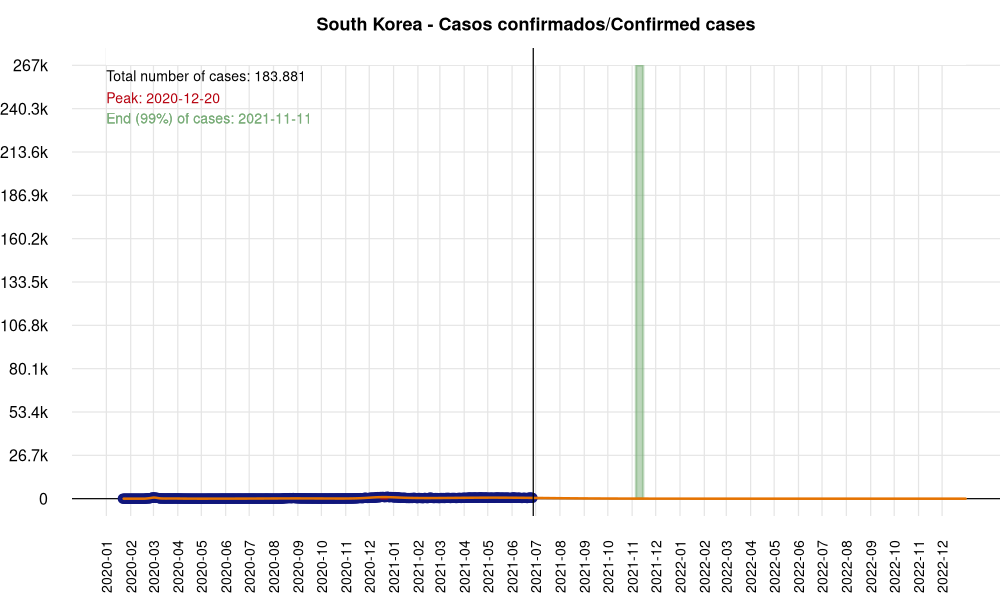 South Korea - Casos confirmados/Confirmed cases
Total number of cases: 183.881
Peak: 2020-12-20
End (99%) of cases: 2021-11-11
267k
240.3k
213.6k
186.9k
160.2k
133.5k
106.8k
80.1k
53.4k
26.7k
0
2020-01
2020-02
2020-03
2020-04
2020-05
2020-06
2020-07
2020-08
2020-09
2020-10
2020-11
2020-12
2021-01
2021-02
2021-03
2021-04
2021-05
2021-06
2021-07
2021-08
2021-09
2021-10
2021-11
2021-12
2022-01
2022-02
2022-03
2022-04
2022-05
2022-06
2022-07
2022-08
2022-09
2022-10
2022-11
2022-12